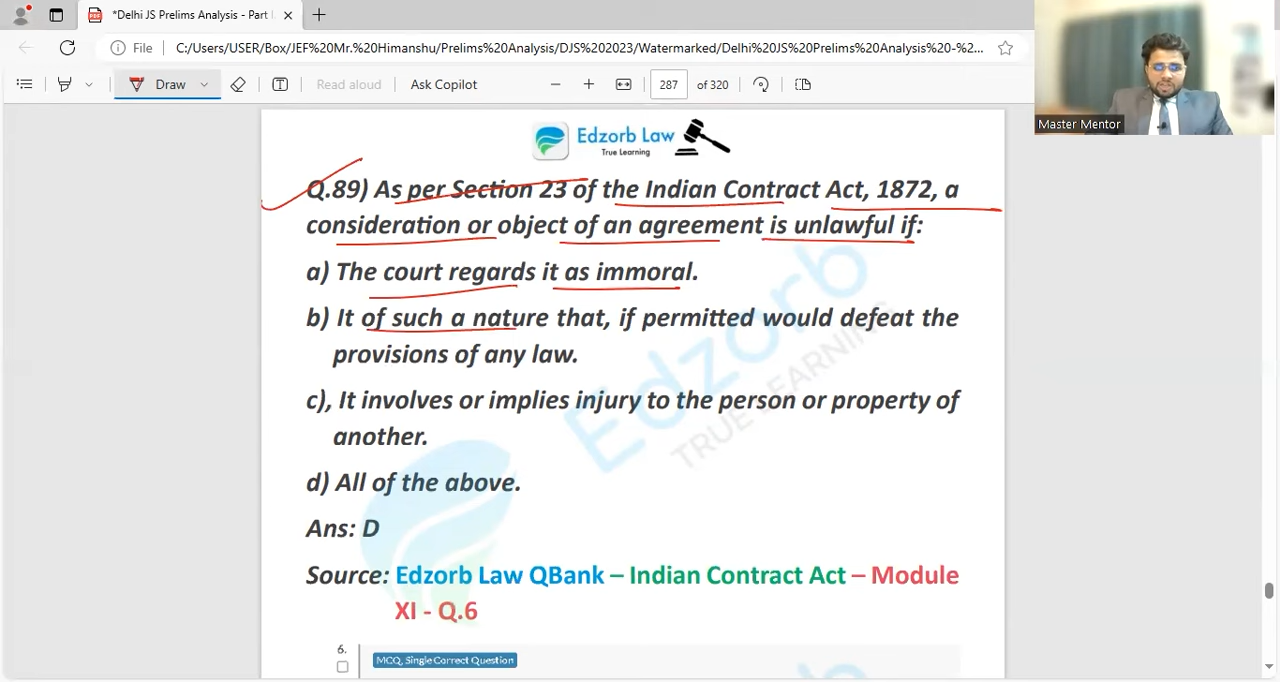 *Delhi JS Prelims Analysis - Part I
File
C:/Users/USER/Box/JEF%20Mr.%20Himanshu/Prelims%20Analysis/DJS%202023/Watermarked/Delhi%20JS%20Prelims%20Analysis%20-%2...
Draw
Read aloud
Ask Copilot
287 of 320
Master Mentor
Edzorb Law
True Learning
Q.89) As per Section 23 of the Indian Contract Act, 1872, a
consideration or object of an agreement is unlawful if:
a) The court regards it as immoral.
b) It of such a nature that, if permitted would defeat the
provisions of any law.
c), It involves or implies injury to the person or property of
another.
d) All of the above.
Ans: D
Source: Edzorb Law QBank – Indian Contract Act – Module
XI - Q.6
6.
MCQ, Single Correct Question
Edzorb
TRUE LEARNING